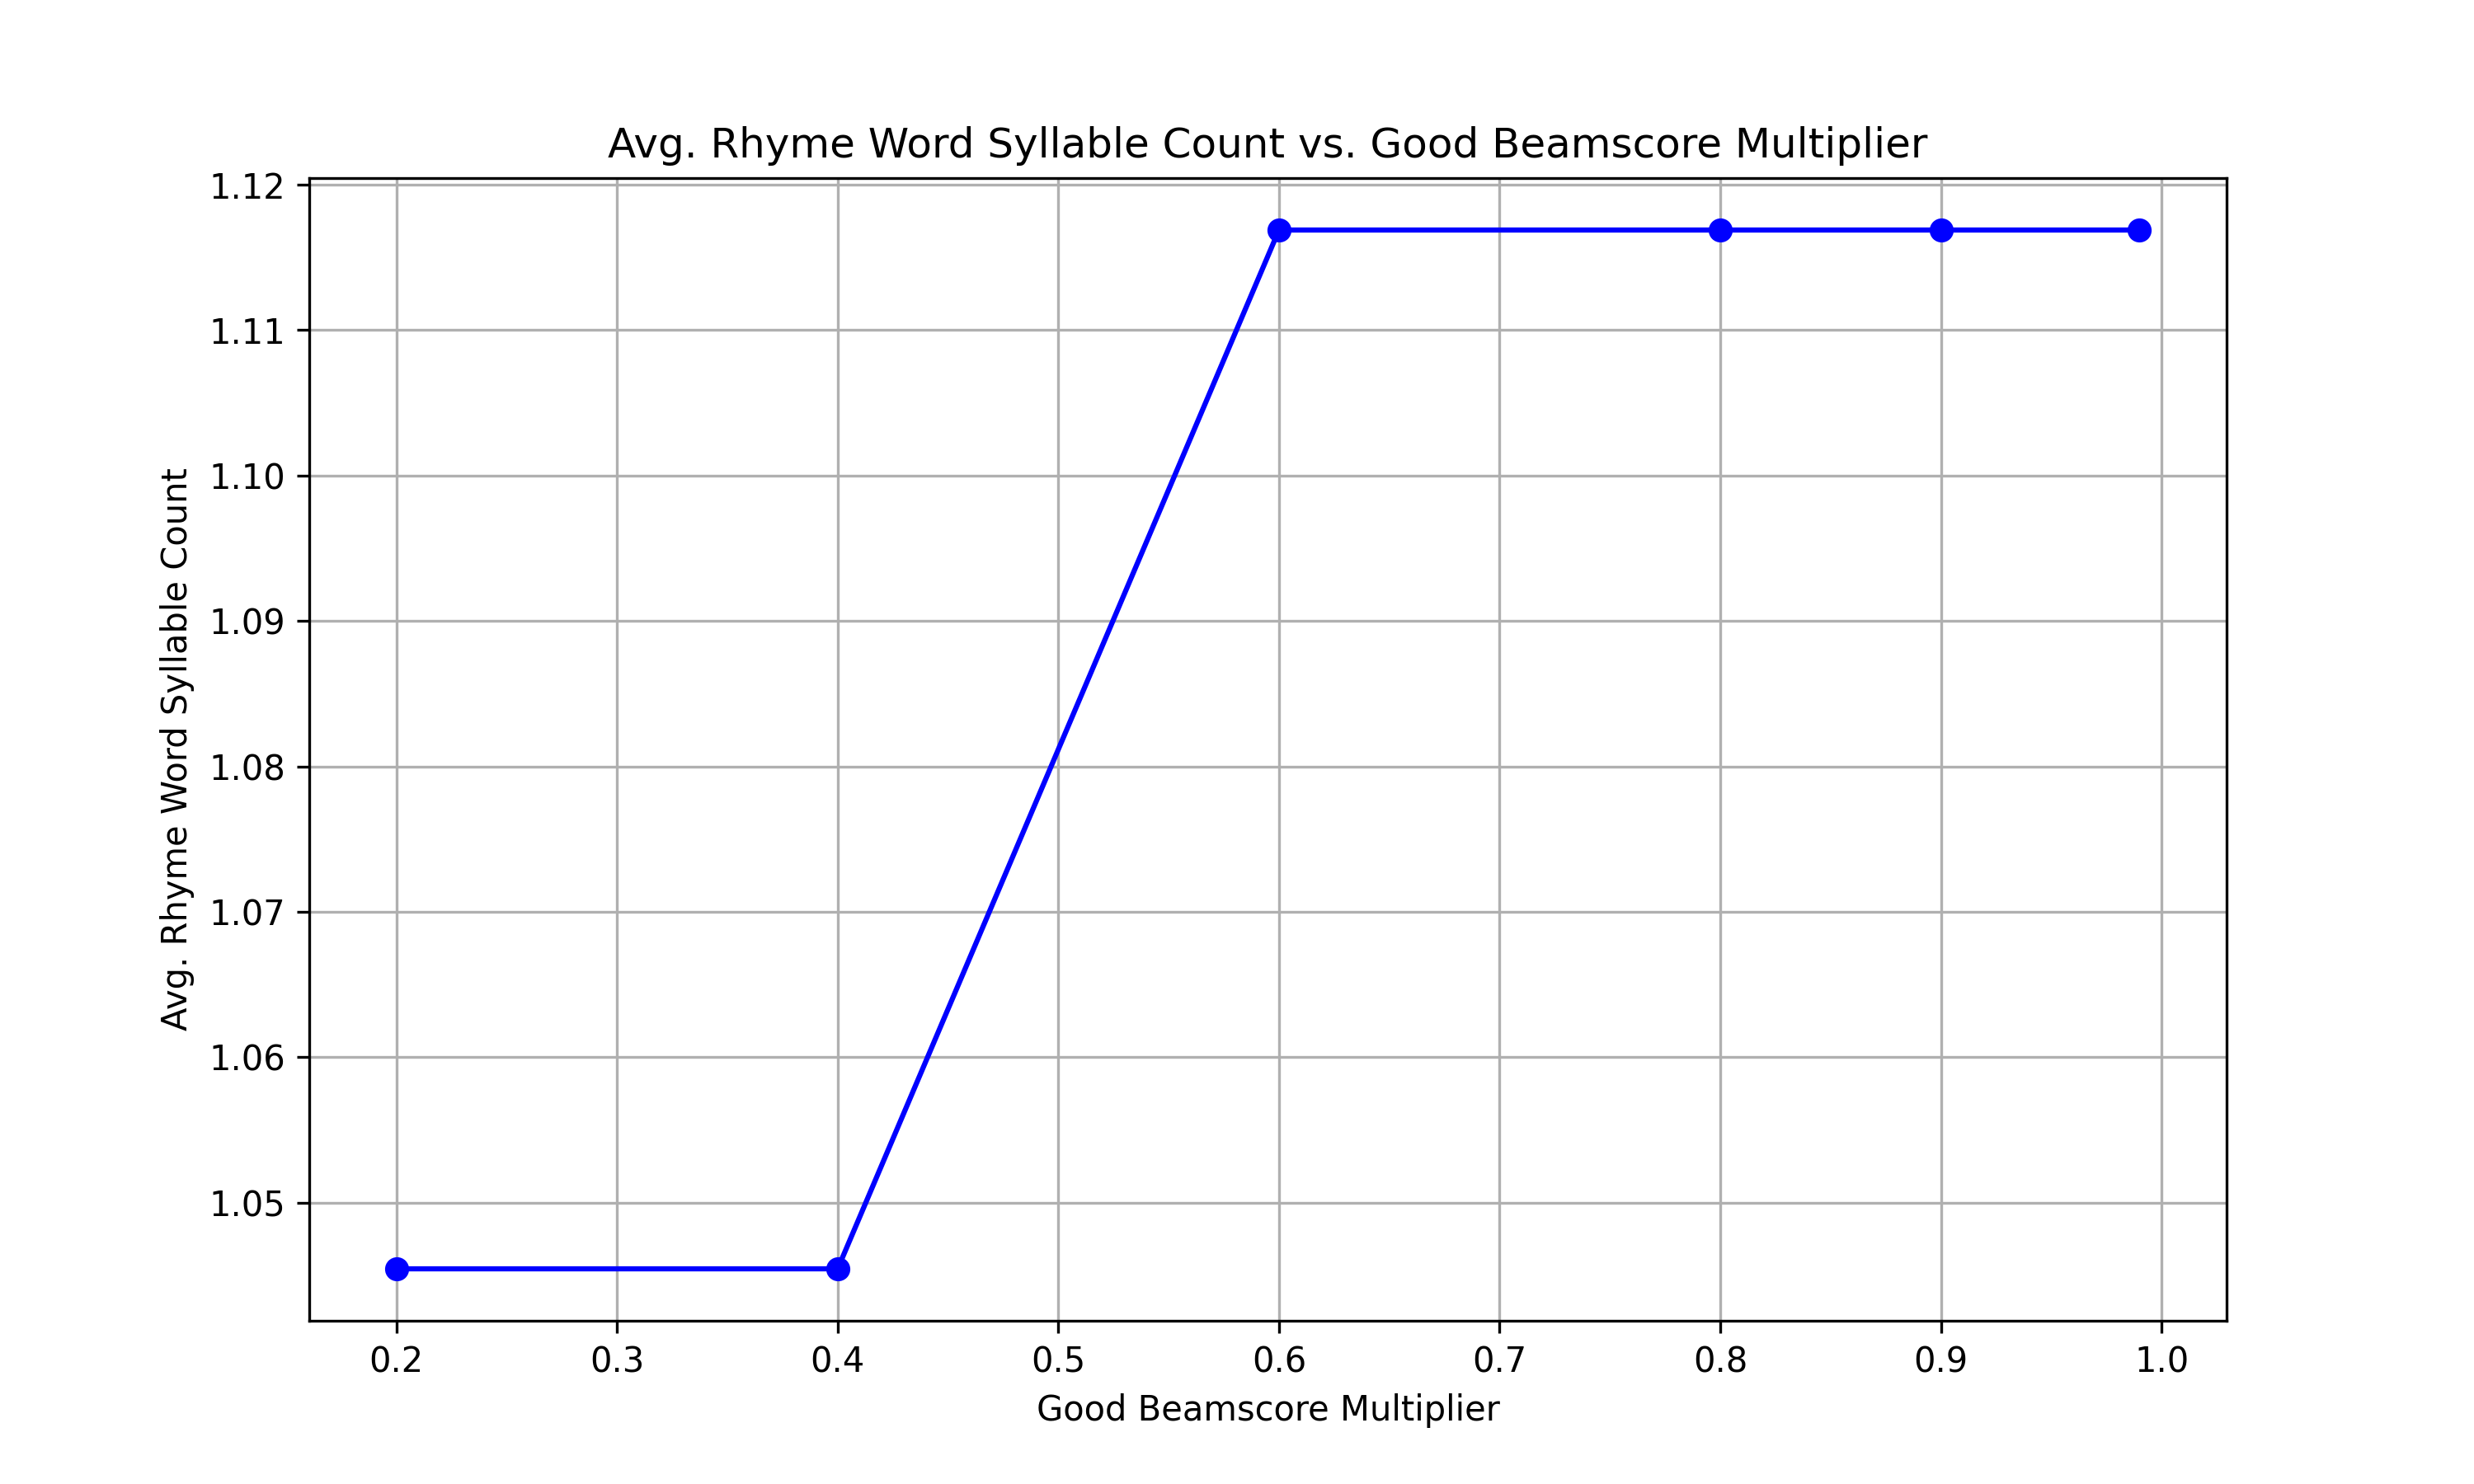 Avg. Rhyme Word Syllable Count vs. Good Beamscore Multiplier
1.12
1.11
1.10
1.09
1.08
1.07
1.06
1.05
Avg. Rhyme Word Syllable Count
0.2 0.3 0.4 0.5 0.6 0.7 0.8 0.9 1.0
Good Beamscore Multiplier